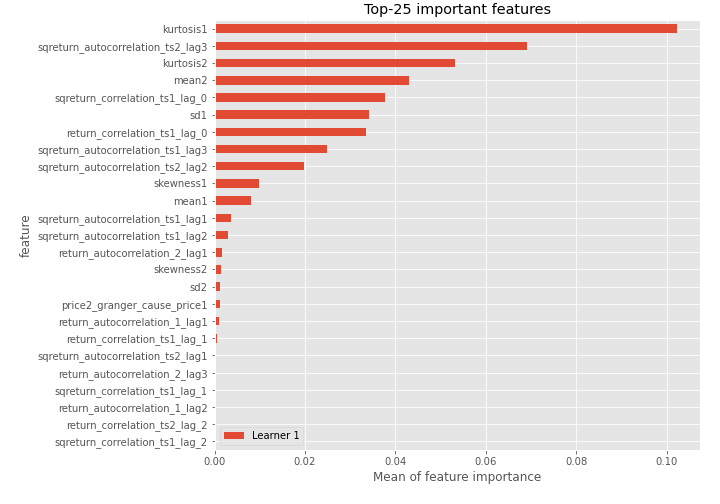 Top-25 important features
kurtosis1
sqreturn_autocorrelation_ts2_lag3
kurtosis2
mean2
sqreturn_correlation_ts1_lag_0
sd1
return_correlation_ts1_lag_0
sqreturn_autocorrelation_ts1_lag3
sqreturn_autocorrelation_ts2_lag2
skewness1
mean1
sqreturn_autocorrelation_ts1_lag1
sqreturn_autocorrelation_ts1_lag2
return_autocorrelation_2_lag1
skewness2
sd2
price2_granger_cause_price1
return_autocorrelation_1_lag1
return_correlation_ts1_lag_1
sqreturn_autocorrelation_ts2_lag1
return_autocorrelation_2_lag3
sqreturn_correlation_ts1_lag_1
return_autocorrelation_1_lag2
return_correlation_ts2_lag_2
sqreturn_correlation_ts1_lag_2
feature
Learner 1
0.00 0.02 0.04 0.06 0.08 0.10
Mean of feature importance